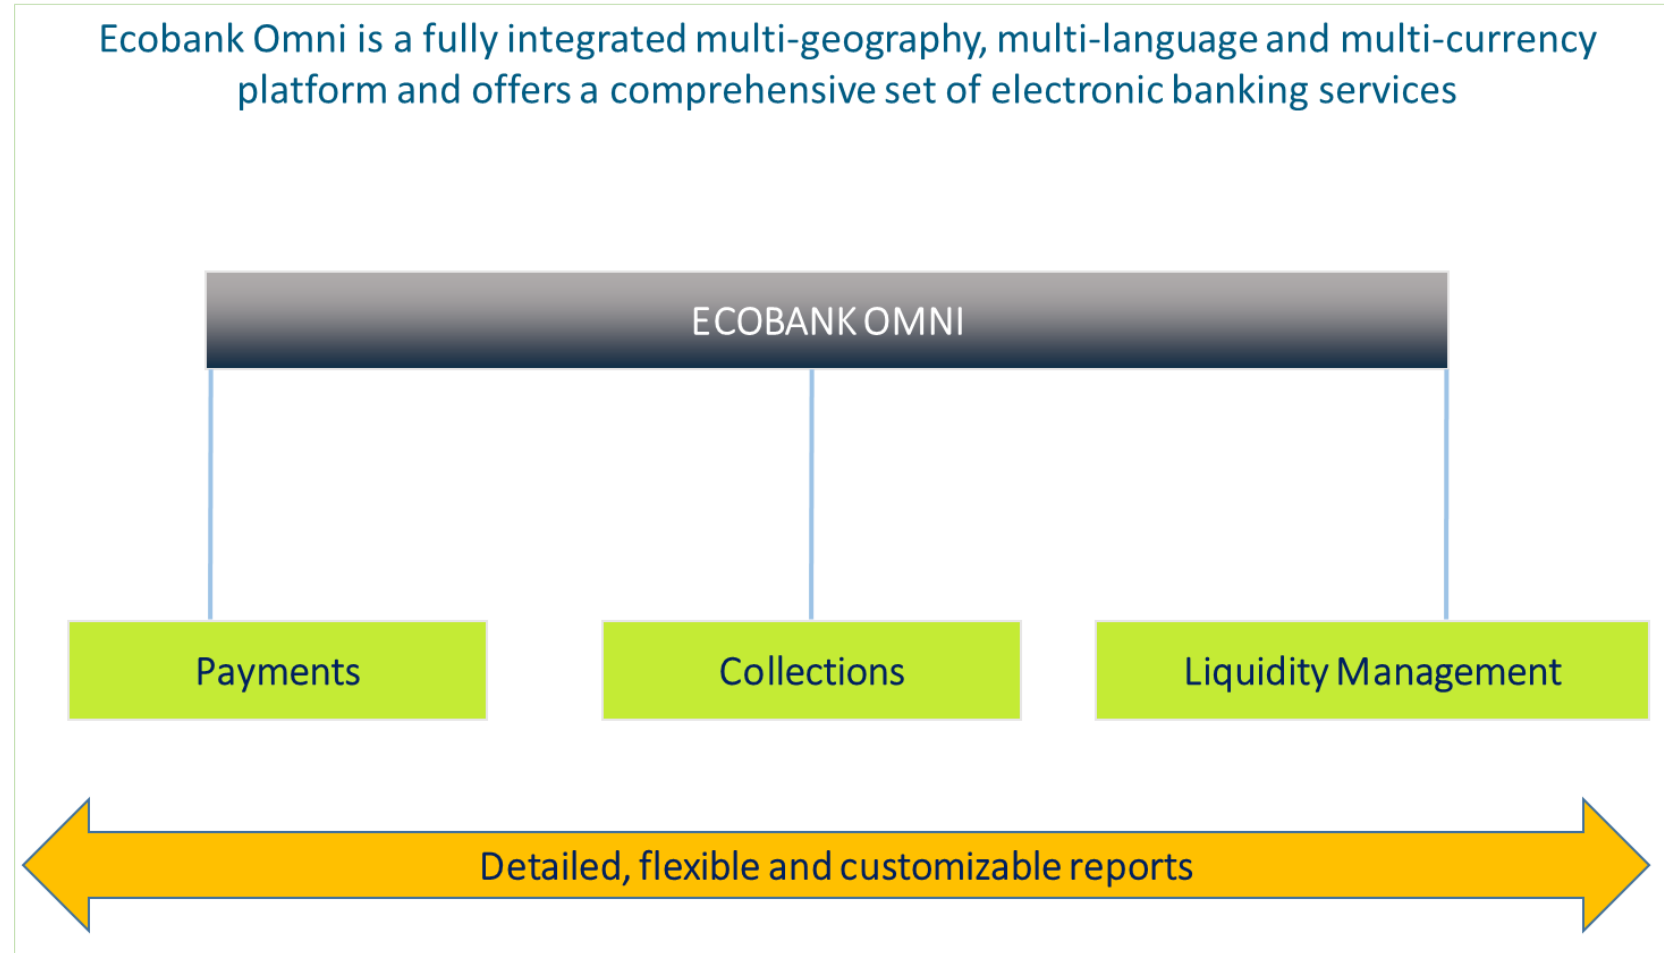 Ecobank Omni is a fully integrated multi-geography, multi-language and multi-currency
platform and offers a comprehensive set of electronic banking services
ECOBANK OMNI
Payments
Collections
Liquidity Management
Detailed, flexible and customizable reports